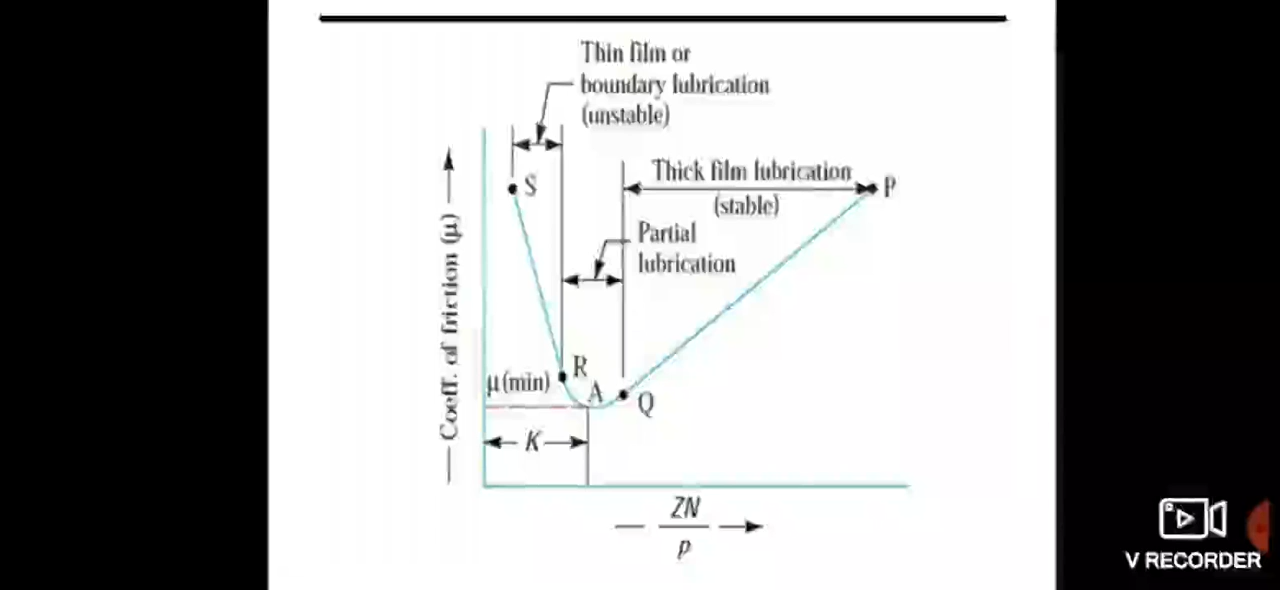 Thin film or
boundary lubrication
(unstable)
S
Thick film lubrication
P
(stable)
Partial
lubrication
Coeff. of friction (μ)
R
μ(min)
A
Q
K
ZN
p
V RECORDER